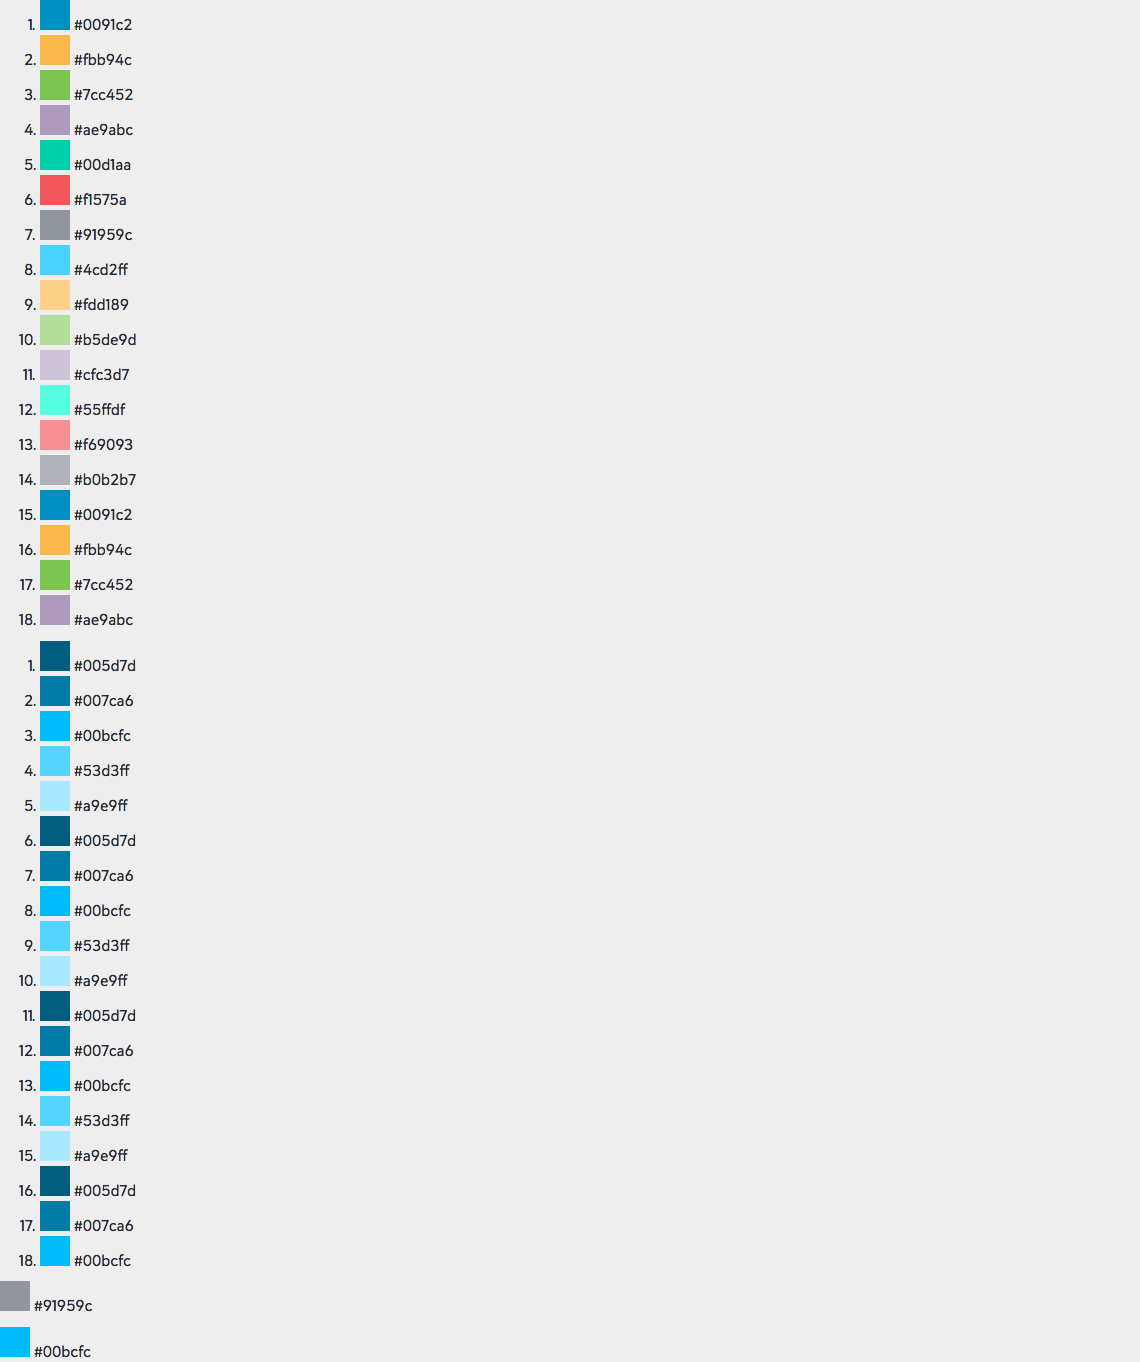 1. #0091c2
2. #fbb94c
3. #7cc452
4. #ae9abc
5. #00d1aa
6. #f1575a
7. #91959c
8. #4cd2ff
9. #fdd189
10. #b5de9d
11. #cfc3d7
12. #55ffdf
13. #f69093
14. #b0b2b7
15. #0091c2
16. #fbb94c
17. #7cc452
18. #ae9abc
1. #005d7d
2. #007ca6
3. #00bcfc
4. #53d3ff
5. #a9e9ff
6. #005d7d
7. #007ca6
8. #00bcfc
9. #53d3ff
10. #a9e9ff
11. #005d7d
12. #007ca6
13. #00bcfc
14. #53d3ff
15. #a9e9ff
16. #005d7d
17. #007ca6
18. #00bcfc
#91959c
#00bcfc